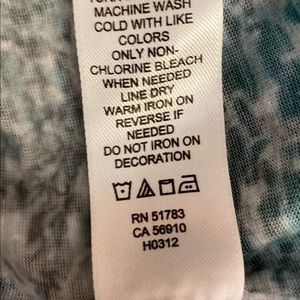 MACHINE WASH
COLD WITH LIKE
COLORS
ONLY NON-
CHLORINE BLEACH
WHEN NEEDED
LINE DRY
WARM IRON ON
REVERSE IF
NEEDED
DO NOT IRON ON
DECORATION
RN 51783
CA 56910
H0312